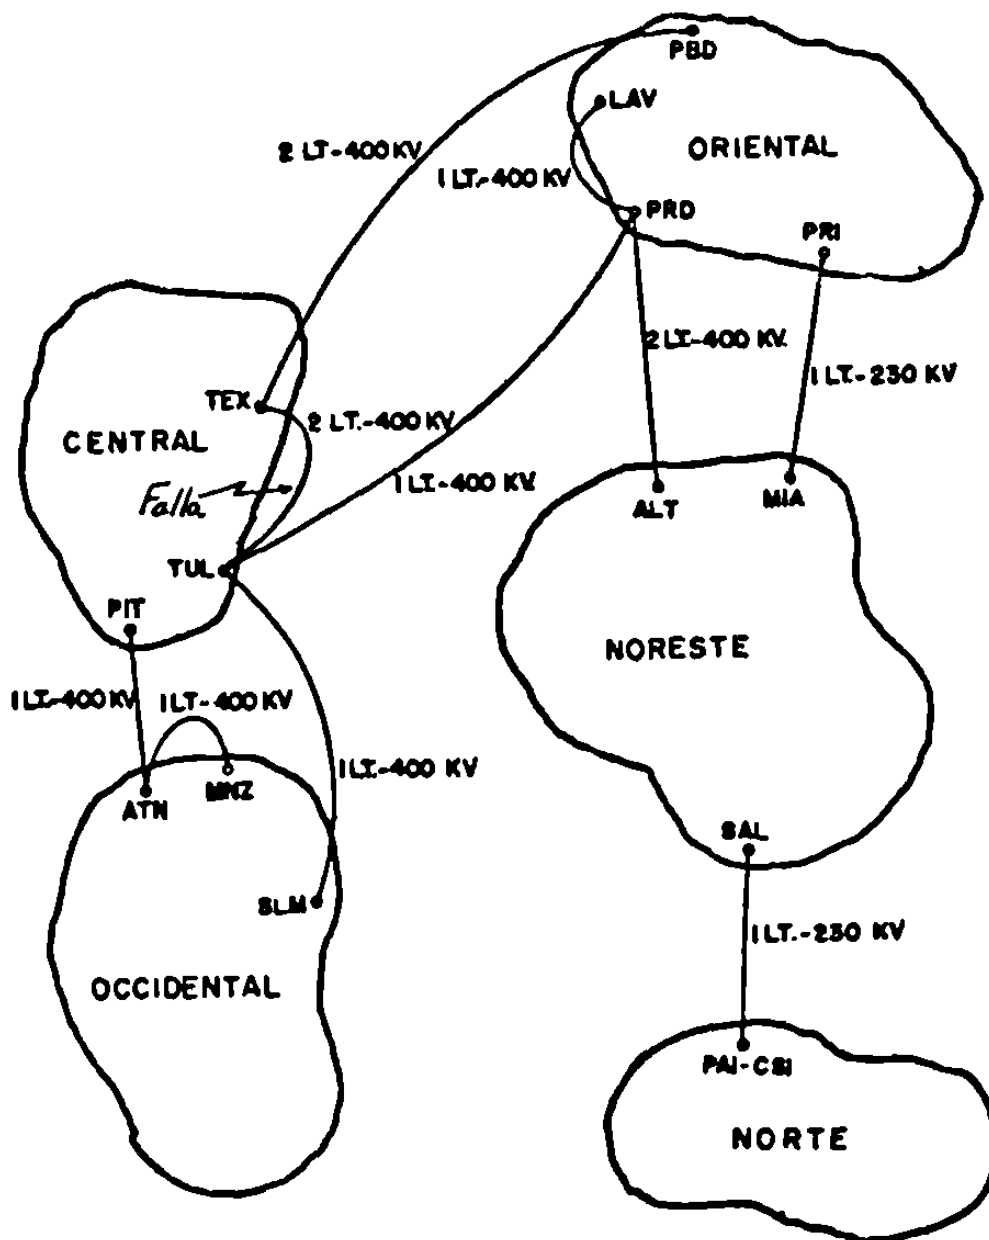 PBD
LAV
2 LT-400 KV
ORIENTAL
1 LT.-400 KV
PRD
PRI
2 LT.-400 KV.
1 LT.-230 KV
TEX
2 LT.-400 KV.
CENTRAL
1 LT.-400 KV.
Falla
ALT
MIA
TUL
PIT
NORESTE
1 LT.-400 KV
1 LT-400 KV
1 LT.-400 KV
ATN
MNZ
SAL
SLM
1 LT.-230 KV
OCCIDENTAL
PAI-CSI
NORTE